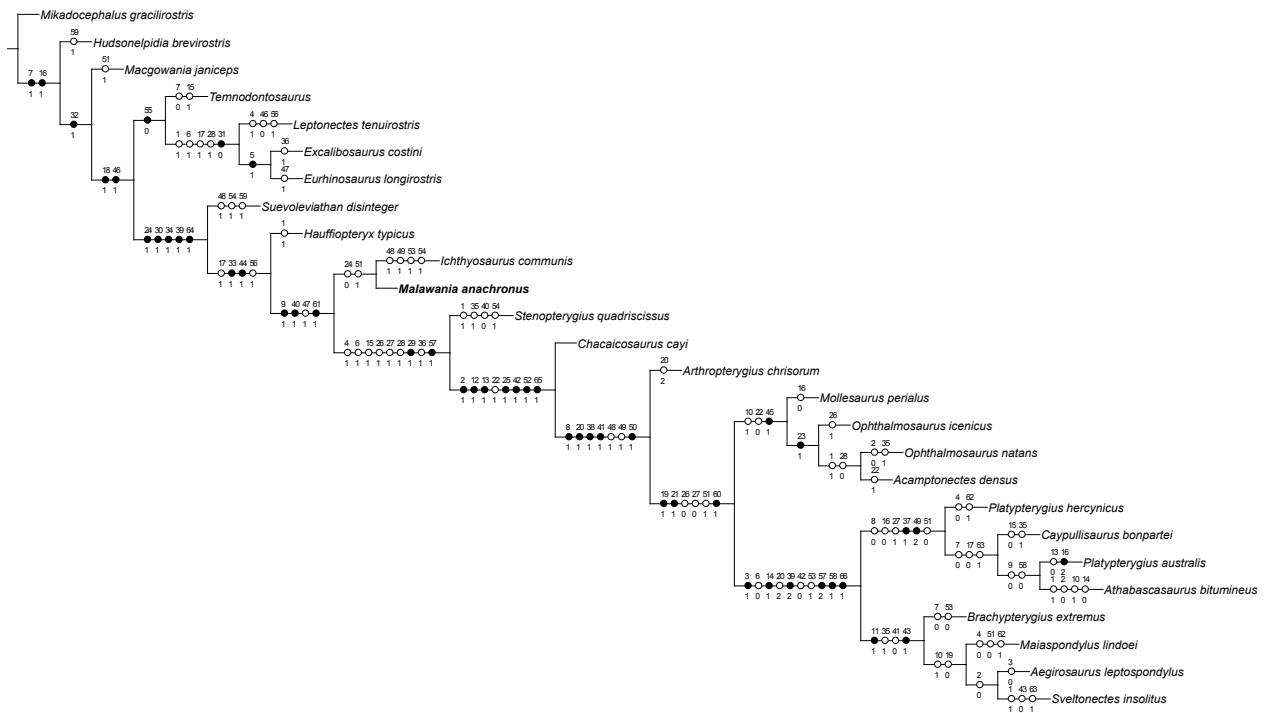 Mikadocephalus gracilirostris
59
Hudsonelpidia brevirostris
1
7 16
1 1
51
Macgowania janiceps
1
32
1
7 15
Temnodontosaurus
0 1
55
0
4 46 56
Leptonectes tenuirostris
1 0 1
1 6 17 28 31
1 1 1 1 0
36
Excalibosaurus costini
1
5
1
47
Eurhinosaurus longirostris
1
18 46
1 1
48 54 59
Suevoleviathan disinteger
1 1 1
24 30 34 39 64
1 1 1 1 1
1
Hauffiopteryx typicus
1
17 33 44 56
1 1 1 1
48 49 53 54
Ichthyosaurus communis
1 1 1 1
24 51
0 1
Malawania anachronus
9 40 47 61
1 1 1 1
1 35 40 54
Stenopterygius quadriscissus
1 1 0 1
4 6 15 26 27 28 29 36 57
1 1 1 1 1 1 1 1 1
Chacaicosaurus cayi
2 12 13 22 25 42 52 65
1 1 1 1 1 1 1 1
20
Arthropterygius chrisorum
2
8 20 38 41 48 49 50
1 1 1 1 1 1 1
16
Mollesaurus perialus
0
10 22 45
1 0 1
26
Ophthalmosaurus icenicus
1
23
1
2 35
Ophthalmosaurus natans
0 1
1 28
1 0
22
Acamptonectes densus
1
19 21 26 27 51 60
1 1 0 0 1 1
4 62
Platypterygius hercynicus
0 1
8 16 27 37 49 51
0 0 1 1 2 0
15 35
Caypullisaurus bonpartei
0 1
7 17 63
0 0 1
13 16
Platypterygius australis
0 2
9 58
0 0
1 2 10 14
Athabascasaurus bitumineus
1 0 1 0
3 6 14 20 39 42 53 57 58 66
1 0 1 2 2 0 1 2 1 1
7 53
Brachypterygius extremus
0 0
11 35 41 43
1 1 0 1
4 51 62
Maiaspondylus lindoei
0 0 1
10 19
1 0
3
Aegirosaurus leptospondylus
0
2
0
1 43 63
Sveltonectes insolitus
1 0 1